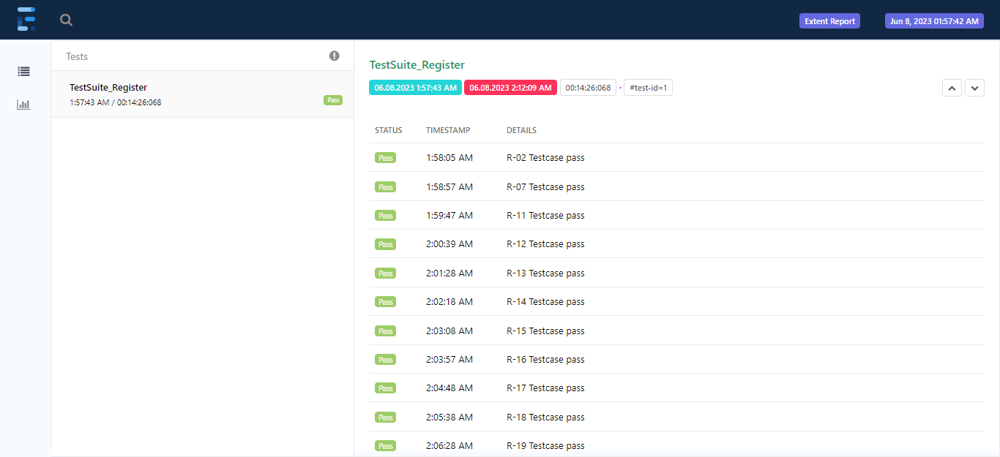 Extent Report Jun 8, 2023 01:57:42 AM
Tests
TestSuite_Register
1:57:43 AM / 00:14:26:068
Pass
TestSuite_Register
06.08.2023 1:57:43 AM 06.08.2023 2:12:09 AM 00:14:26:068 · #test-id=1
STATUS TIMESTAMP DETAILS
Pass 1:58:05 AM R-02 Testcase pass
Pass 1:58:57 AM R-07 Testcase pass
Pass 1:59:47 AM R-11 Testcase pass
Pass 2:00:39 AM R-12 Testcase pass
Pass 2:01:28 AM R-13 Testcase pass
Pass 2:02:18 AM R-14 Testcase pass
Pass 2:03:08 AM R-15 Testcase pass
Pass 2:03:57 AM R-16 Testcase pass
Pass 2:04:48 AM R-17 Testcase pass
Pass 2:05:38 AM R-18 Testcase pass
Pass 2:06:28 AM R-19 Testcase pass